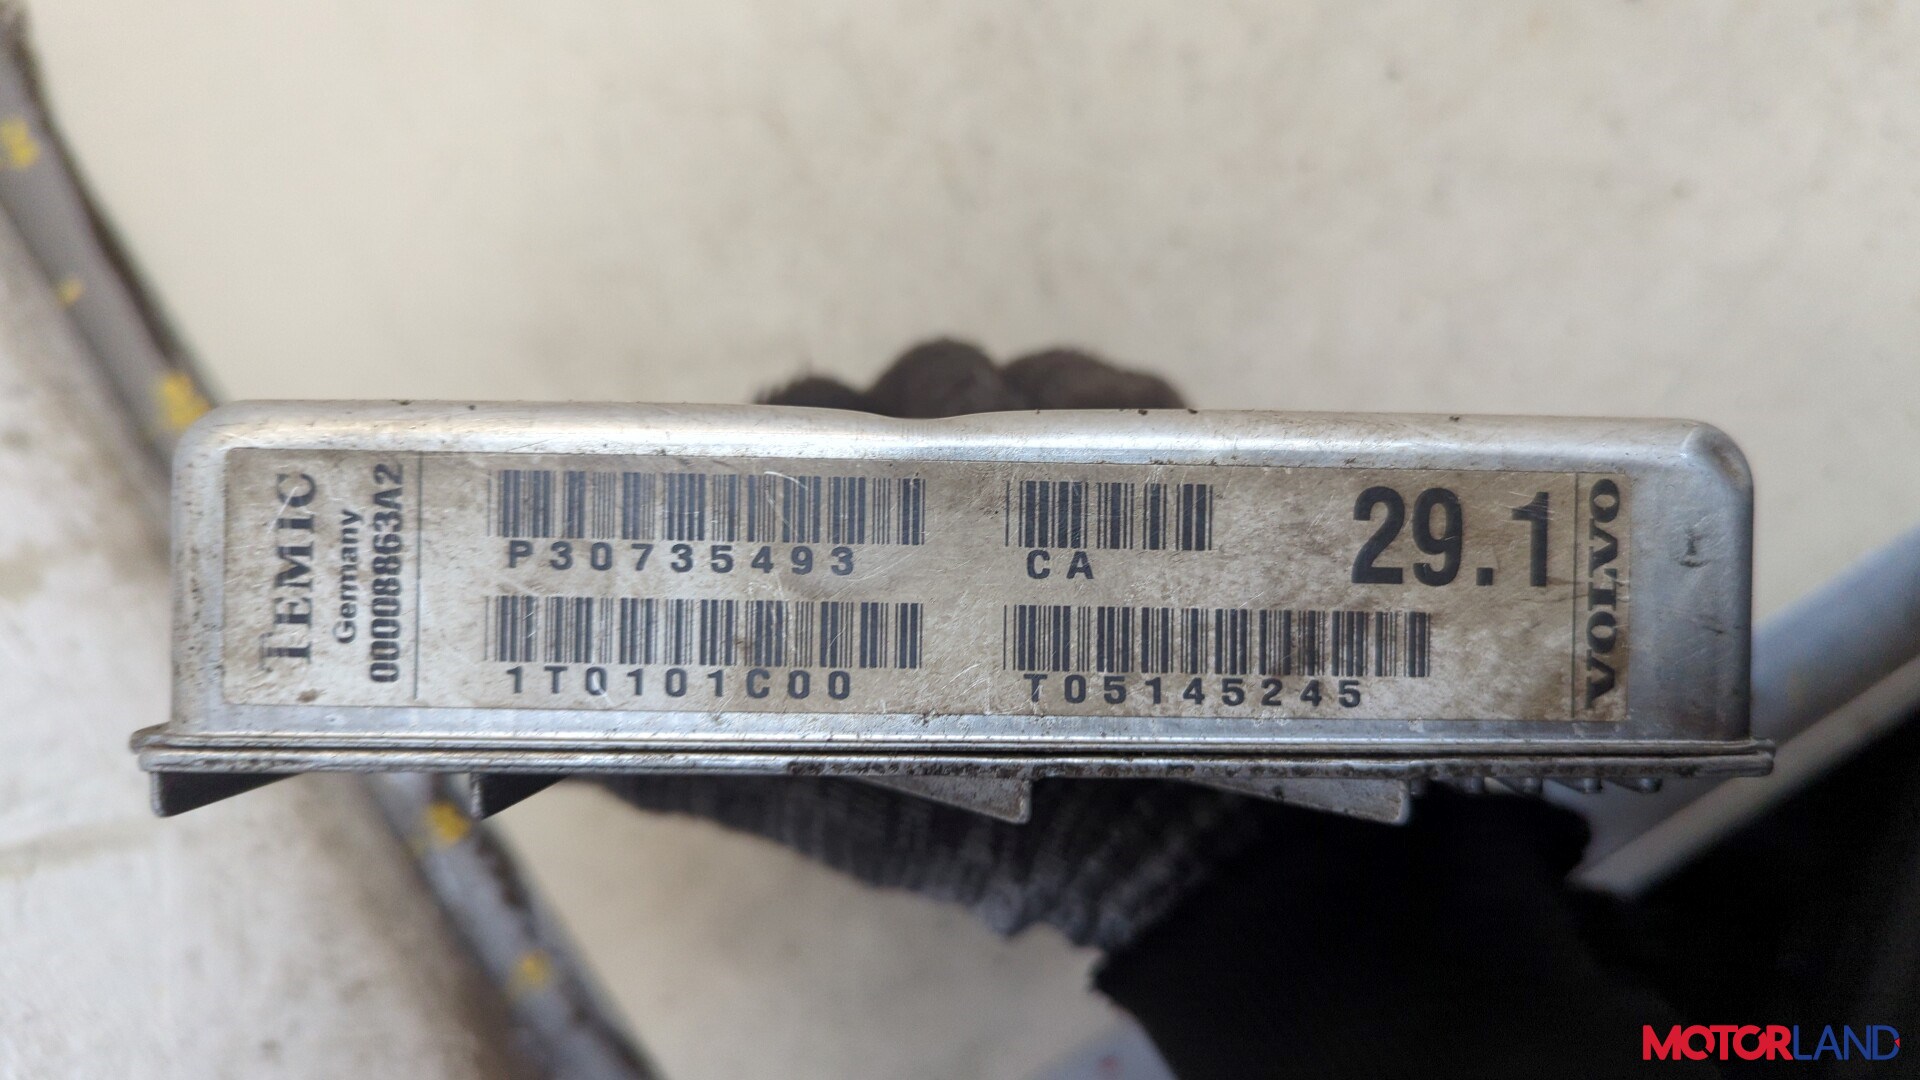 TEMIC
Germany
00008863A2
P30735493
CA
29.1
1T0101C00
T05145245
VOLVO
MOTORLAND